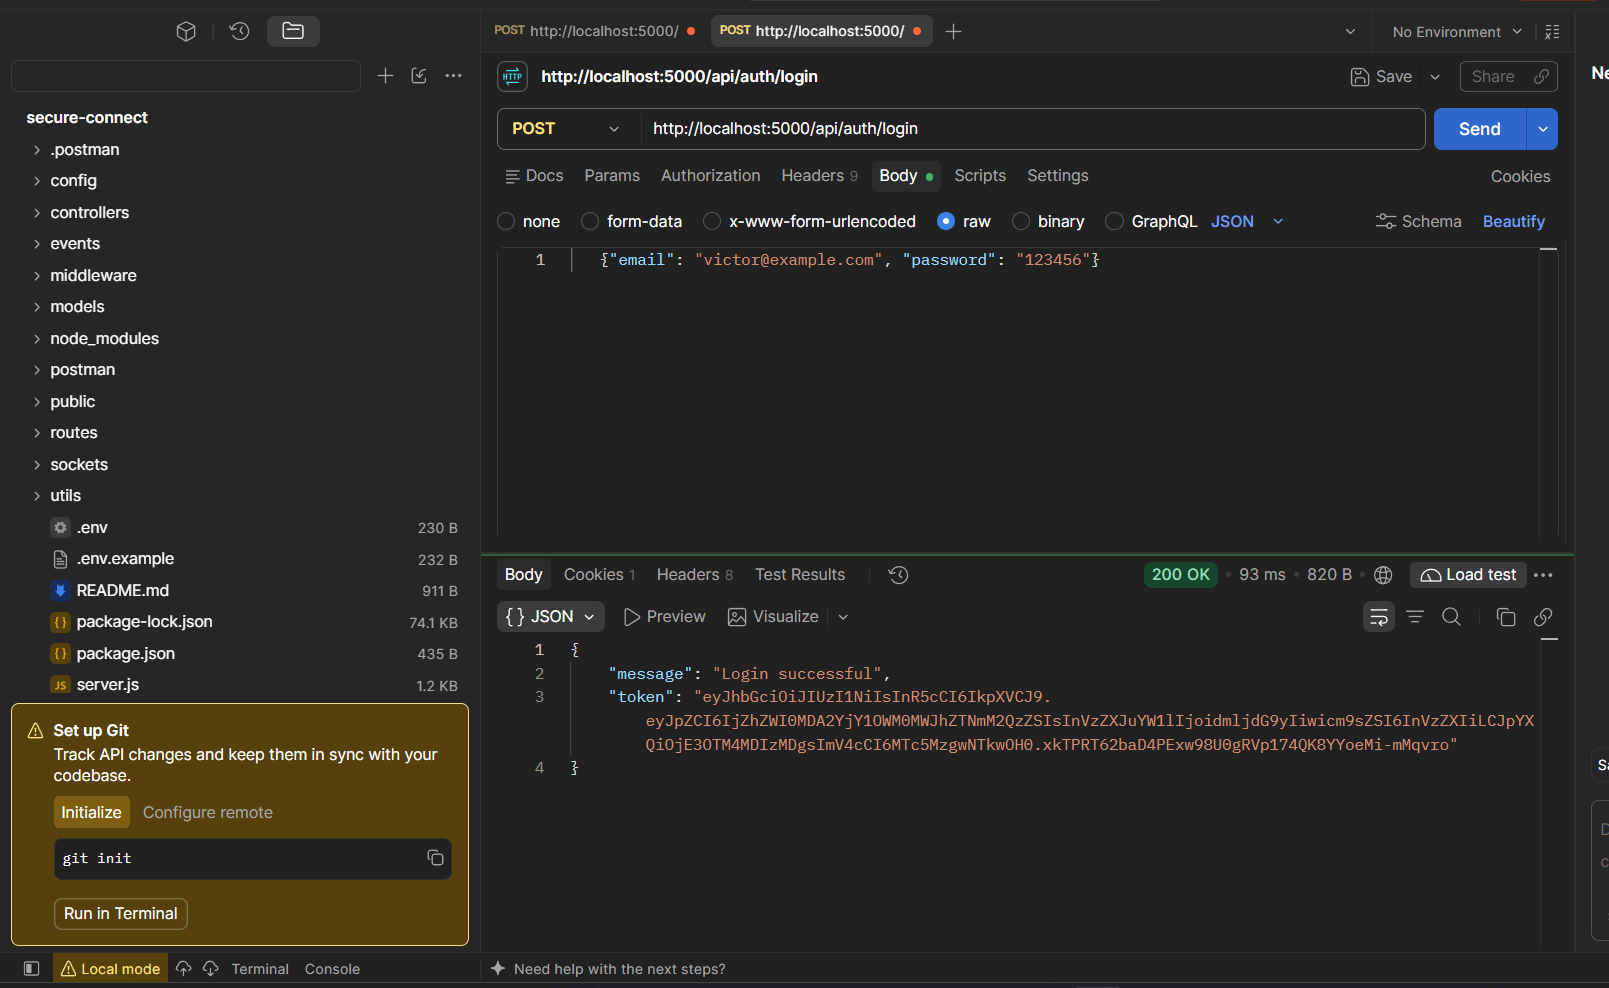 POST http://localhost:5000/
POST http://localhost:5000/
No Environment
secure-connect
.postman
config
controllers
events
middleware
models
node_modules
postman
public
routes
sockets
utils
.env 230 B
.env.example 232 B
README.md 911 B
package-lock.json 74.1 KB
package.json 435 B
JS server.js 1.2 KB
Set up Git
Track API changes and keep them in sync with your
codebase.
Initialize Configure remote
git init
Run in Terminal
Local mode Terminal Console
HTTP http://localhost:5000/api/auth/login
Save Share
POST http://localhost:5000/api/auth/login
Send
Docs Params Authorization Headers 9 Body Scripts Settings
Cookies
none form-data x-www-form-urlencoded raw binary GraphQL JSON
Schema Beautify
1 {"email": "victor@example.com", "password": "123456"}
Body Cookies 1 Headers 8 Test Results
200 OK 93 ms 820 B Load test
{} JSON Preview Visualize
1 {
2 "message": "Login successful",
3 "token": "eyJhbGciOiJIUzI1NiIsInR5cCI6IkpXVCJ9.
eyJpZCI6IjZhZWI0MDA2YjY1OWM0MWJhZTNmM2QzZSIsInVzZXJuYW1lIjoidmljdG9yIiwicm9sZSI6InVzZXIiLCJpYX
QiOjE3OTM4MDIzMDgsImV4cCI6MTc5MzgwNTkwOH0.xkTPRT62baD4PExw98U0gRVp174QK8YYoeMi-mMqvro"
4 }
Need help with the next steps?